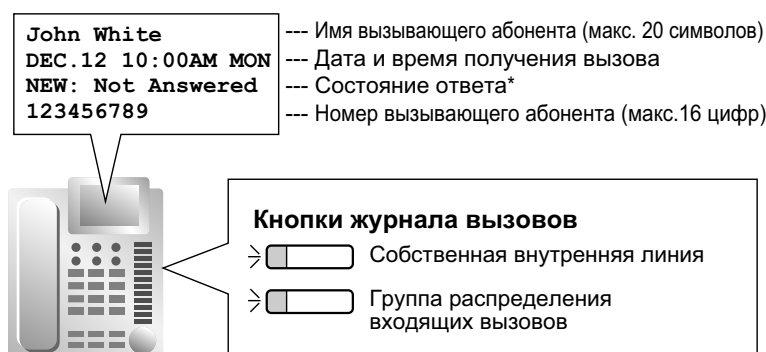 John White --- Имя вызывающего абонента (макс. 20 символов)
DEC.12 10:00AM MON --- Дата и время получения вызова
NEW: Not Answered --- Состояние ответа*
123456789 --- Номер вызывающего абонента (макс.16 цифр)
Кнопки журнала вызовов
Собственная внутренняя линия
Группа распределения
входящих вызовов